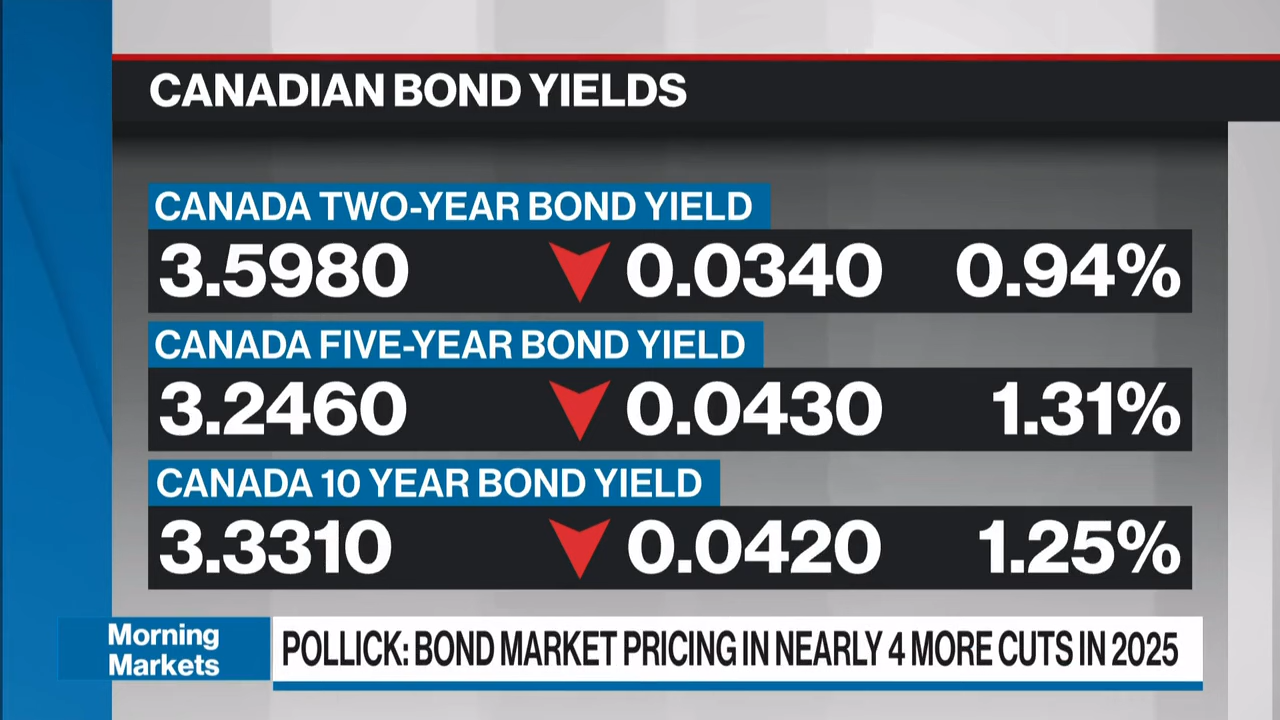 CANADIAN BOND YIELDS
CANADA TWO-YEAR BOND YIELD
3.5980 0.0340 0.94%
CANADA FIVE-YEAR BOND YIELD
3.2460 0.0430 1.31%
CANADA 10 YEAR BOND YIELD
3.3310 0.0420 1.25%
Morning
Markets
POLLICK: BOND MARKET PRICING IN NEARLY 4 MORE CUTS IN 2025